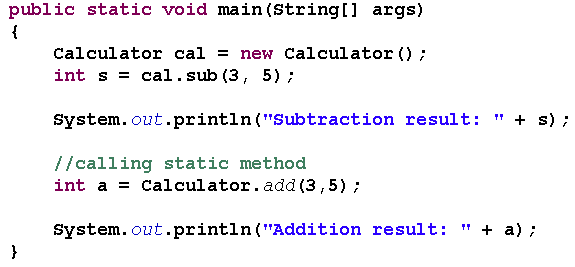 public static void main(String[] args)
{
    Calculator cal = new Calculator();
    int s = cal.sub(3, 5);
    System.out.println("Subtraction result: " + s);
    //calling static method
    int a = Calculator.add(3,5);
    System.out.println("Addition result: " + a);
}